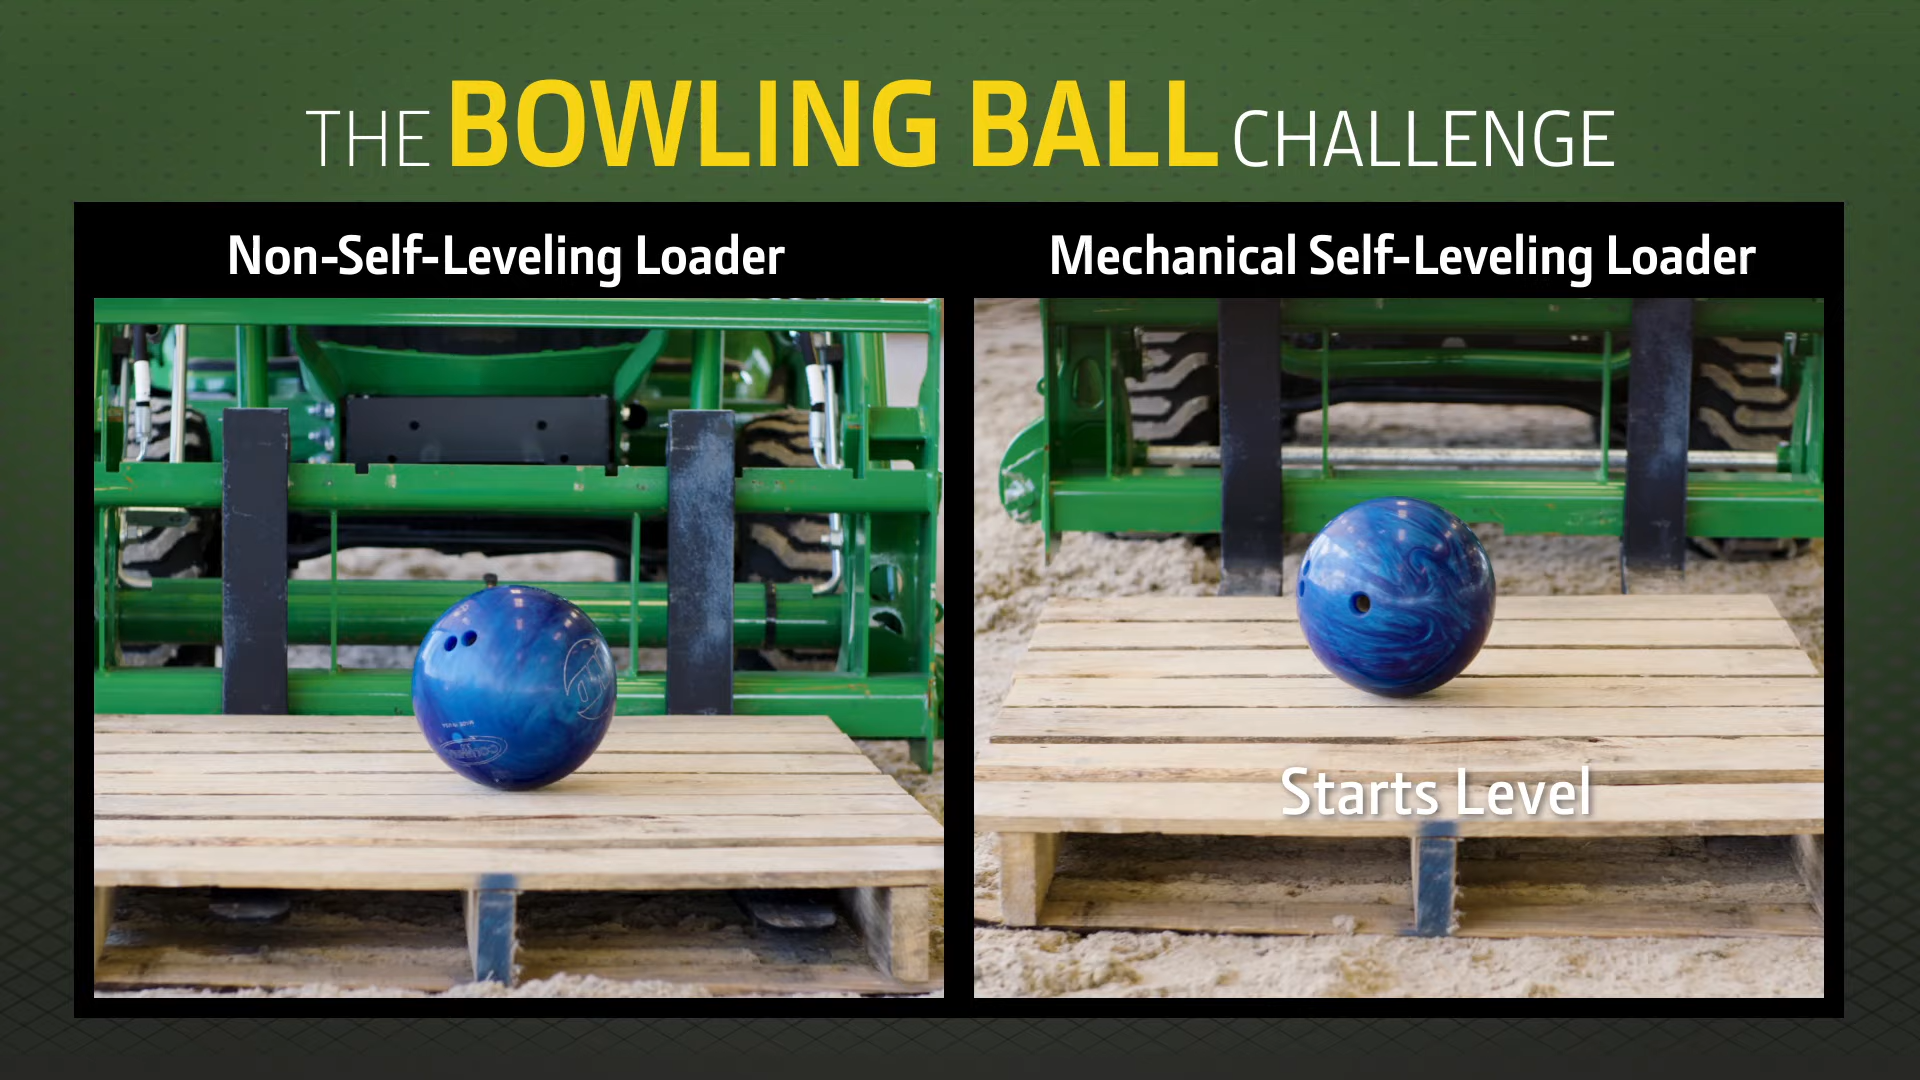 THE BOWLING BALL CHALLENGE
Non-Self-Leveling Loader
Mechanical Self-Leveling Loader
Starts Level